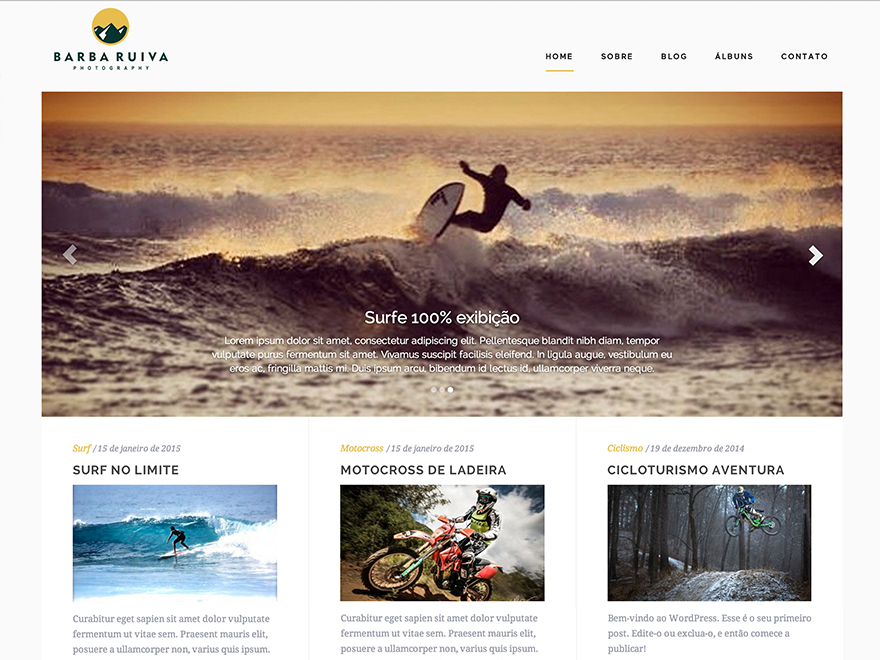 BARBA RUIVA
PHOTOGRAPHY
HOME SOBRE BLOG ÁLBUNS CONTATO
Surfe 100% exibição
Lorem ipsum dolor sit amet, consectetur adipiscing elit. Pellentesque blandit nibh diam, tempor
vulputate purus fermentum sit amet. Vivamus suscipit facilisis eleifend. In ligula augue, vestibulum eu
eros ac, fringilla mattis mi. Duis ipsum arcu, bibendum id lectus id, ullamcorper viverra neque.
Surf / 15 de janeiro de 2015
SURF NO LIMITE
Curabitur eget sapien sit amet dolor vulputate
fermentum ut vitae sem. Praesent mauris elit,
posuere a ullamcorper non, varius quis ipsum.
Motocross / 15 de janeiro de 2015
MOTOCROSS DE LADEIRA
Curabitur eget sapien sit amet dolor vulputate
fermentum ut vitae sem. Praesent mauris elit,
posuere a ullamcorper non, varius quis ipsum.
Ciclismo / 19 de dezembro de 2014
CICLOTURISMO AVENTURA
Bem-vindo ao WordPress. Esse é o seu primeiro
post. Edite-o ou exclua-o, e então comece a
publicar!